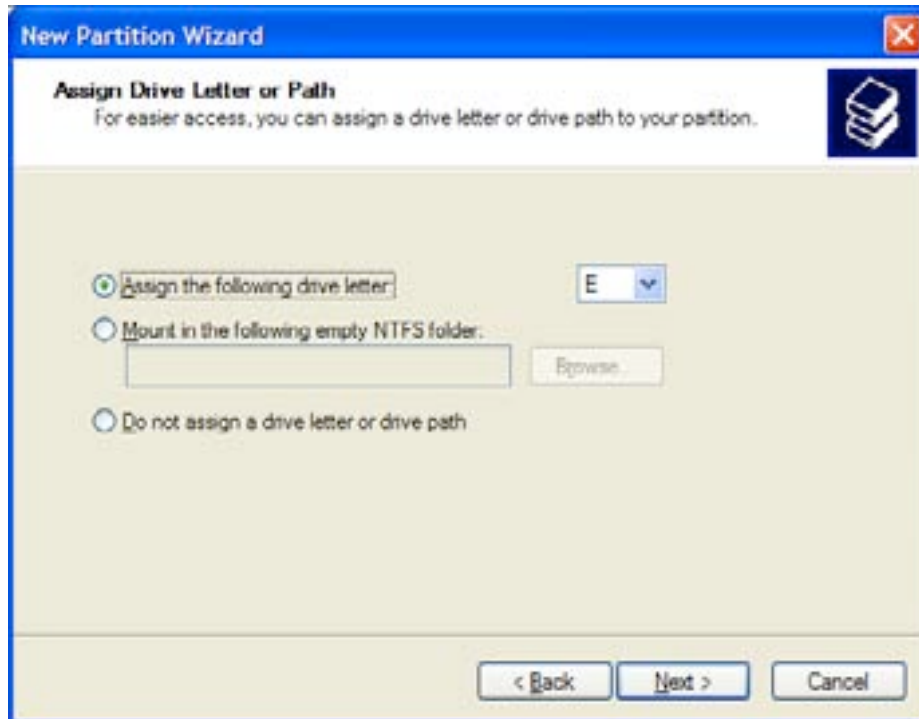 New Partition Wizard
Assign Drive Letter or Path
For easier access, you can assign a drive letter or drive path to your partition.
Assign the following drive letter: E
Mount in the following empty NTFS folder:
Browse...
Do not assign a drive letter or drive path
< Back Next > Cancel